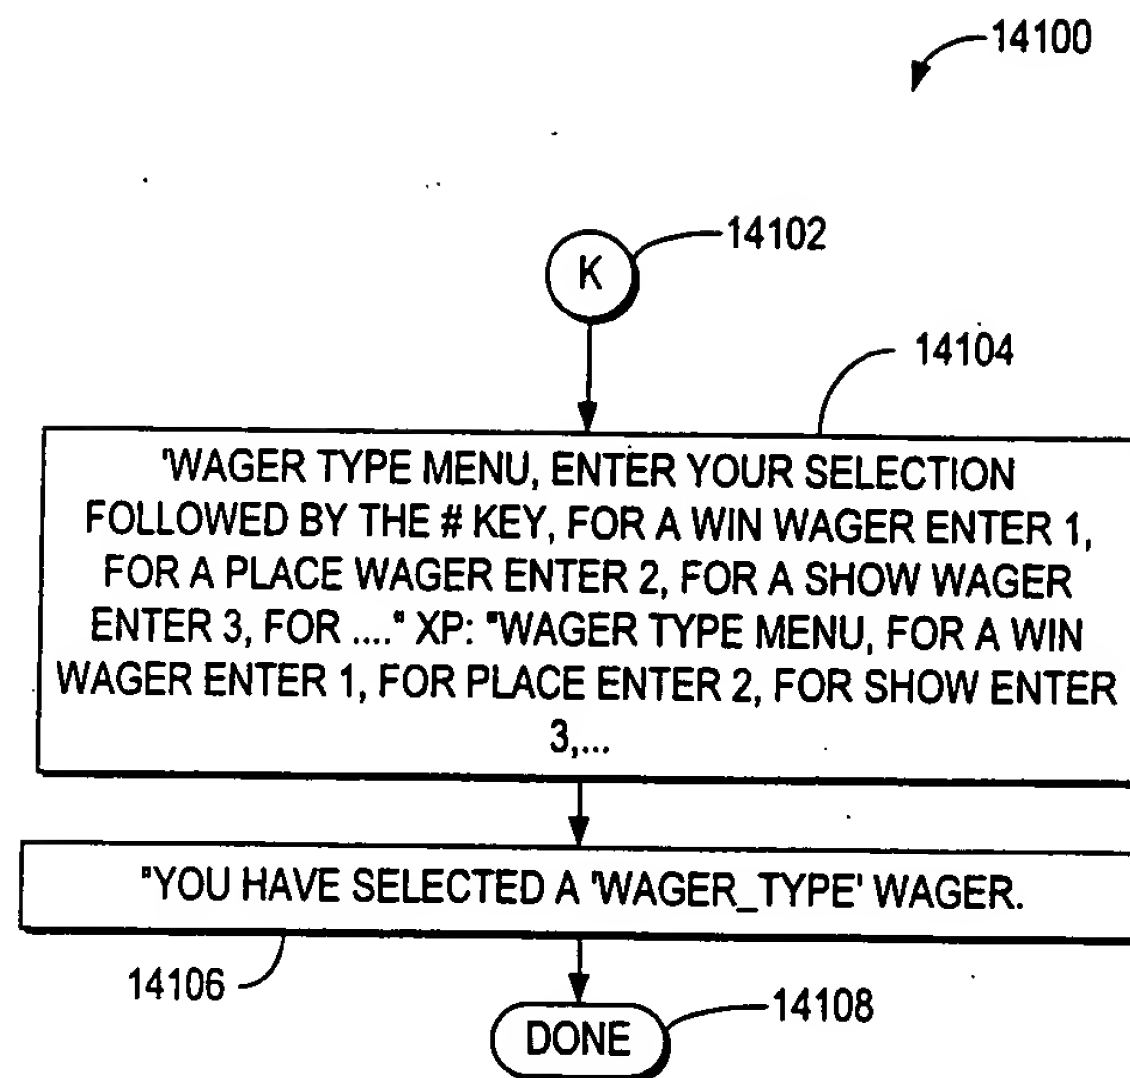 14100
14102
K
14104
'WAGER TYPE MENU, ENTER YOUR SELECTION
FOLLOWED BY THE # KEY, FOR A WIN WAGER ENTER 1,
FOR A PLACE WAGER ENTER 2, FOR A SHOW WAGER
ENTER 3, FOR ...." XP: "WAGER TYPE MENU, FOR A WIN
WAGER ENTER 1, FOR PLACE ENTER 2, FOR SHOW ENTER
3,...
"YOU HAVE SELECTED A 'WAGER_TYPE' WAGER.
14106
14108
DONE